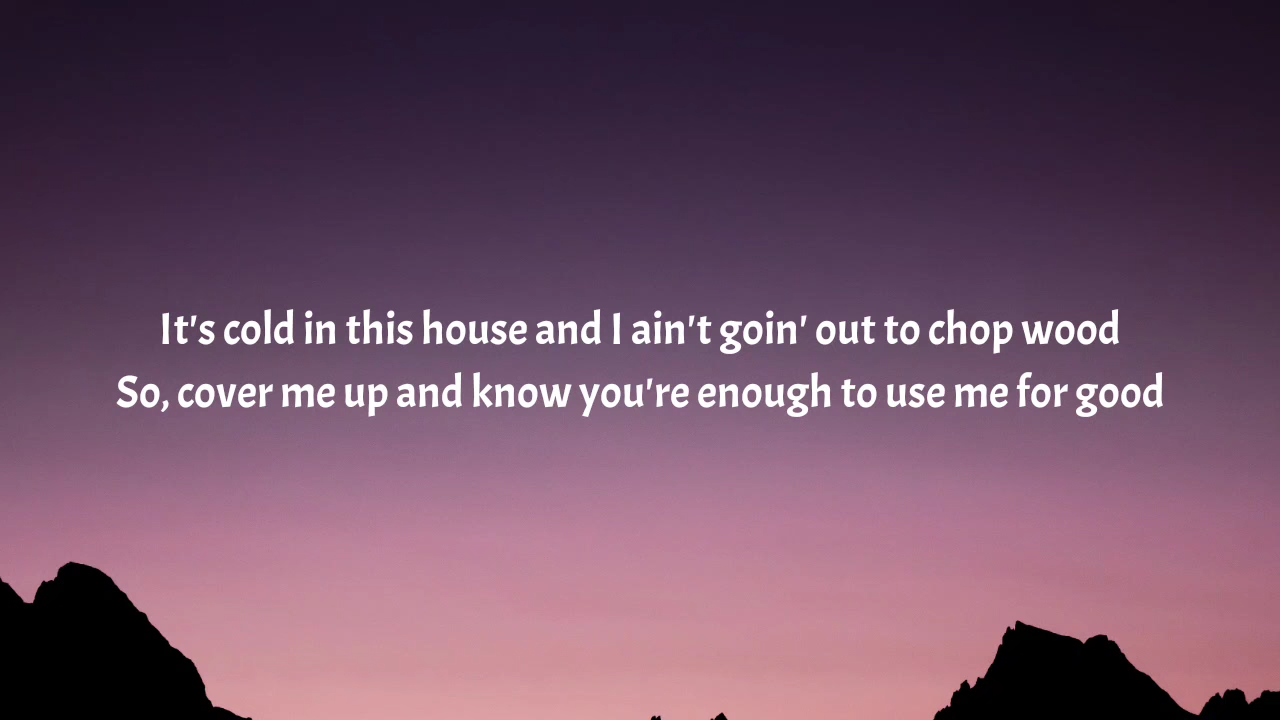 It's cold in this house and I ain't goin' out to chop wood
So, cover me up and know you're enough to use me for good